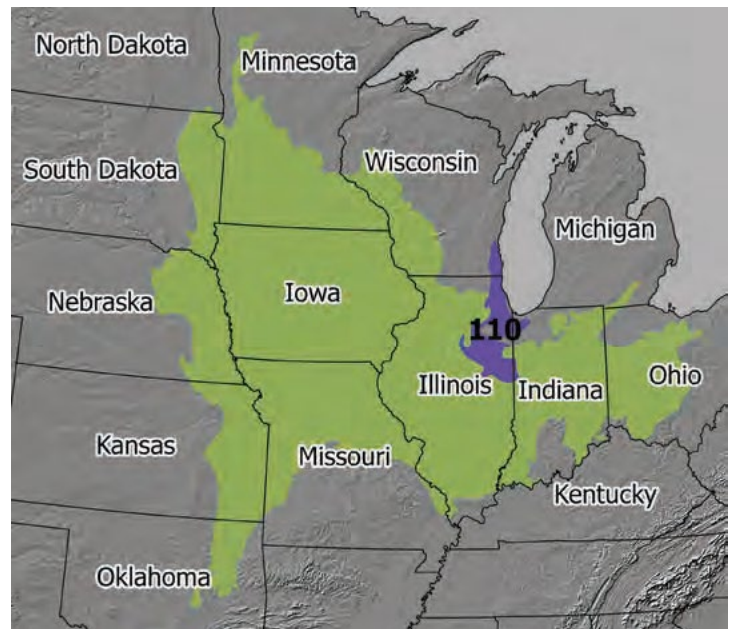 North Dakota
Minnesota
South Dakota
Wisconsin
Michigan
Nebraska
Iowa
110
Illinois
Indiana
Ohio
Kansas
Missouri
Kentucky
Oklahoma